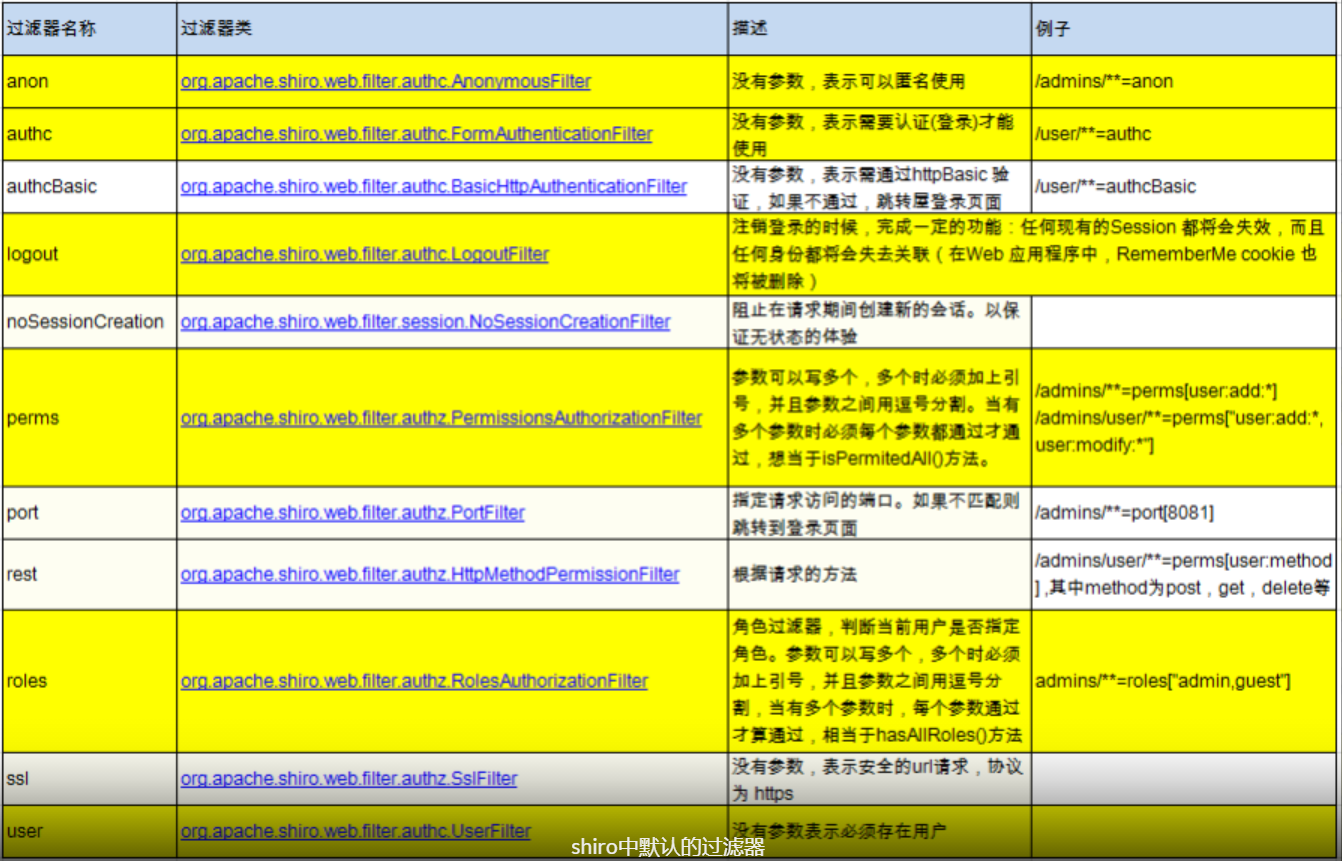 过滤器名称 过滤器类 描述 例子
anon org.apache.shiro.web.filter.authc.AnonymousFilter 没有参数，表示可以匿名使用 /admins/**=anon
authc org.apache.shiro.web.filter.authc.FormAuthenticationFilter 没有参数，表示需要认证(登录)才能
使用 /user/**=authc
authcBasic org.apache.shiro.web.filter.authc.BasicHttpAuthenticationFilter 没有参数，表示需通过httpBasic 验
证，如果不通过，跳转屋登录页面 /user/**=authcBasic
logout org.apache.shiro.web.filter.authc.LogoutFilter 注销登录的时候，完成一定的功能：任何现有的Session 都将会失效，而且
任何身份都将会失去关联（在Web 应用程序中，RememberMe cookie 也
将被删除）
noSessionCreation org.apache.shiro.web.filter.session.NoSessionCreationFilter 阻止在请求期间创建新的会话。以保
证无状态的体验
perms org.apache.shiro.web.filter.authz.PermissionsAuthorizationFilter 参数可以写多个，多个时必须加上引
号，并且参数之间用逗号分割。当有
多个参数时必须每个参数都通过才通
过，想当于isPermitedAll()方法。
/admins/**=perms[user:add:*]
/admins/user/**=perms["user:add:*,
user:modify:*"]
port org.apache.shiro.web.filter.authz.PortFilter 指定请求访问的端口。如果不匹配则
跳转到登录页面 /admins/**=port[8081]
rest org.apache.shiro.web.filter.authz.HttpMethodPermissionFilter 根据请求的方法 /admins/user/**=perms[user:method
] ,其中method为post，get，delete等
roles org.apache.shiro.web.filter.authz.RolesAuthorizationFilter 角色过滤器，判断当前用户是否指定
角色。参数可以写多个，多个时必须
加上引号，并且参数之间用逗号分
割，当有多个参数时，每个参数通过
才算通过，相当于hasAllRoles()方法
admins/**=roles["admin,guest"]
ssl org.apache.shiro.web.filter.authz.SslFilter 没有参数，表示安全的url请求，协议
为 https
user org.apache.shiro.web.filter.authc.UserFilter 没有参数表示必须存在用户
shiro中默认的过滤器